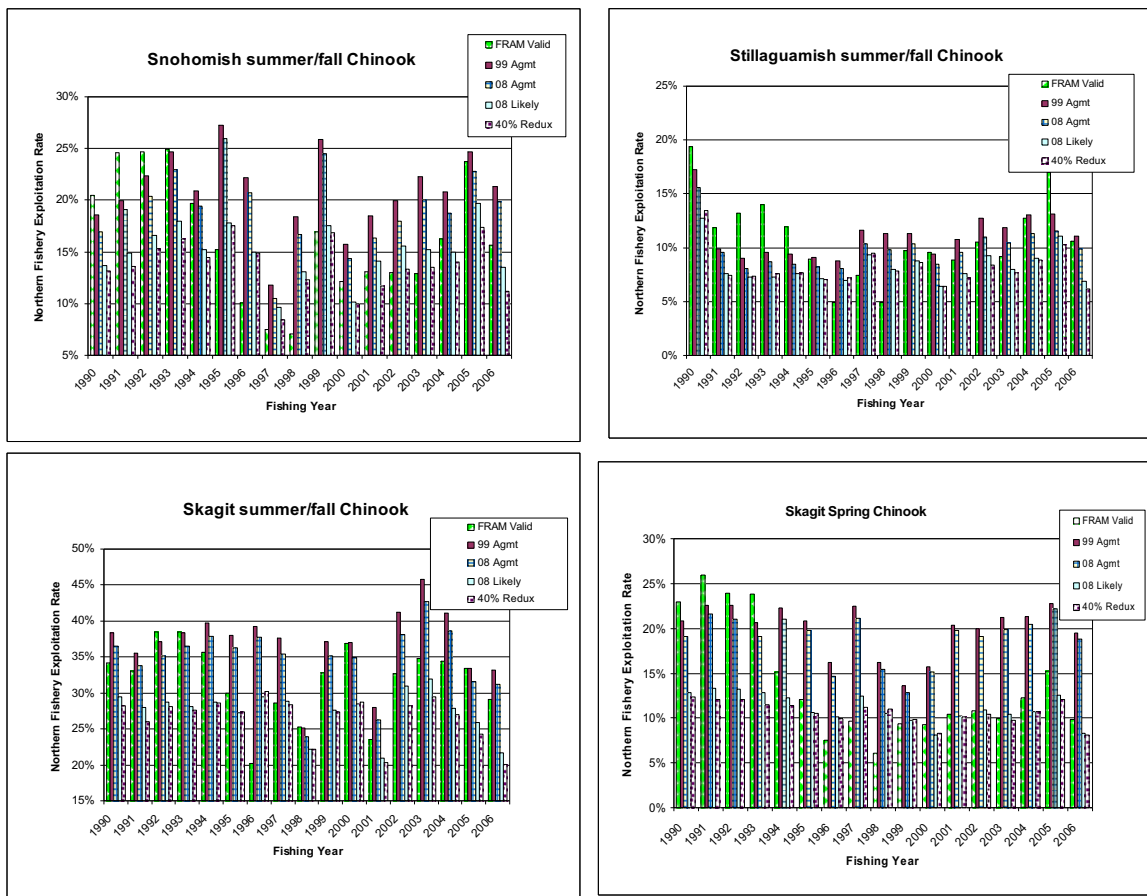 Snohomish summer/fall Chinook
FRAM Valid
99 Agmt
08 Agmt
08 Likely
40% Redux
Northern Fishery Exploitation Rate
30%
25%
20%
15%
10%
5%
1990
1991
1992
1993
1994
1995
1996
1997
1998
1999
2000
2001
2002
2003
2004
2005
2006
Fishing Year
Stillaguamish summer/fall Chinook
FRAM Valid
99 Agmt
08 Agmt
08 Likely
40% Redux
Northern Fishery Exploitation Rate
25%
20%
15%
10%
5%
0%
1990
1991
1992
1993
1994
1995
1996
1997
1998
1999
2000
2001
2002
2003
2004
2005
2006
Fishing Year
Skagit summer/fall Chinook
FRAM Valid
99 Agmt
08 Agmt
08 Likely
40% Redux
Northern Fishery Exploitation Rate
50%
45%
40%
35%
30%
25%
20%
15%
1990
1991
1992
1993
1994
1995
1996
1997
1998
1999
2000
2001
2002
2003
2004
2005
2006
Fishing Year
Skagit Spring Chinook
FRAM Valid
99 Agmt
08 Agmt
08 Likely
40% Redux
Northern Fishery Exploitation Rate
30%
25%
20%
15%
10%
5%
0%
1990
1991
1992
1993
1994
1995
1996
1997
1998
1999
2000
2001
2002
2003
2004
2005
2006
Fishing Year